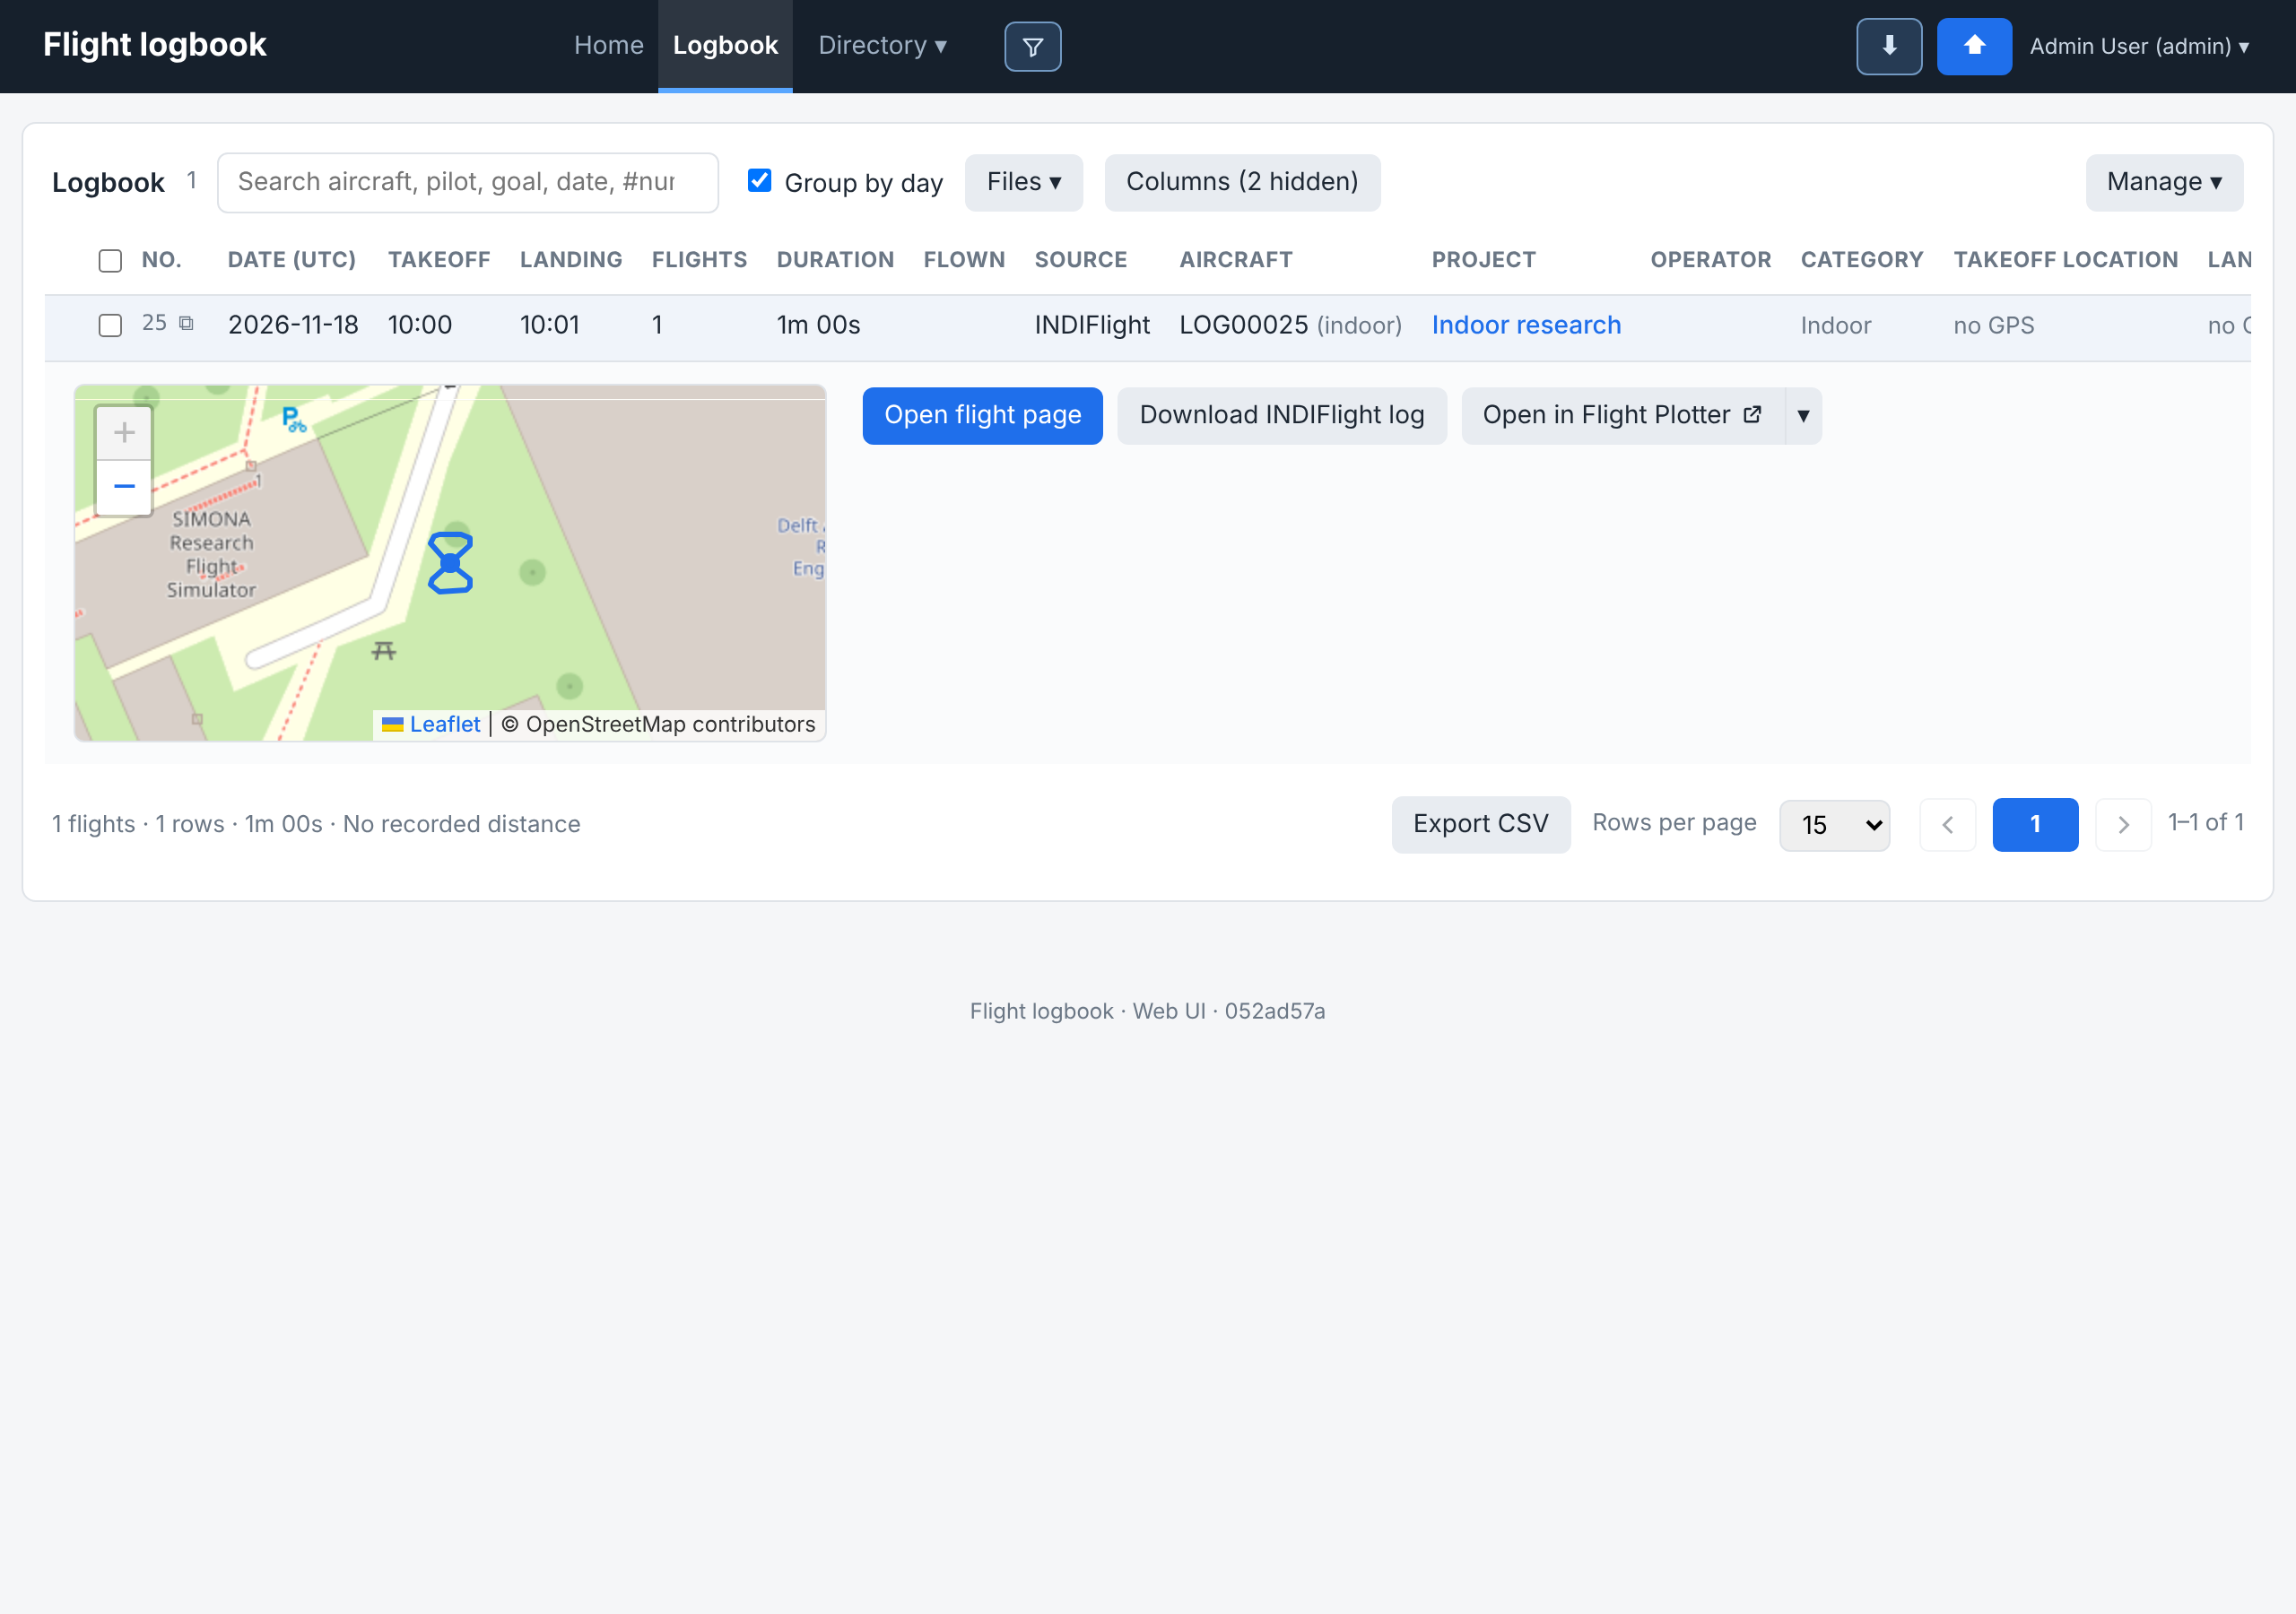 Flight logbook
Home Logbook Directory ▾
Admin User (admin) ▾
Logbook 1 Search aircraft, pilot, goal, date, #nur Group by day Files ▾ Columns (2 hidden) Manage ▾
NO. DATE (UTC) TAKEOFF LANDING FLIGHTS DURATION FLOWN SOURCE AIRCRAFT PROJECT OPERATOR CATEGORY TAKEOFF LOCATION LAN
25 2026-11-18 10:00 10:01 1 1m 00s INDIFlight LOG00025 (indoor) Indoor research Indoor no GPS no
Open flight page Download INDIFlight log Open in Flight Plotter ▾
+
−
P
1
SIMONA
Research
Flight
Simulator
Delft
R
Eng
Leaflet | © OpenStreetMap contributors
1 flights · 1 rows · 1m 00s · No recorded distance Export CSV Rows per page 15 1 1–1 of 1
Flight logbook · Web UI · 052ad57a